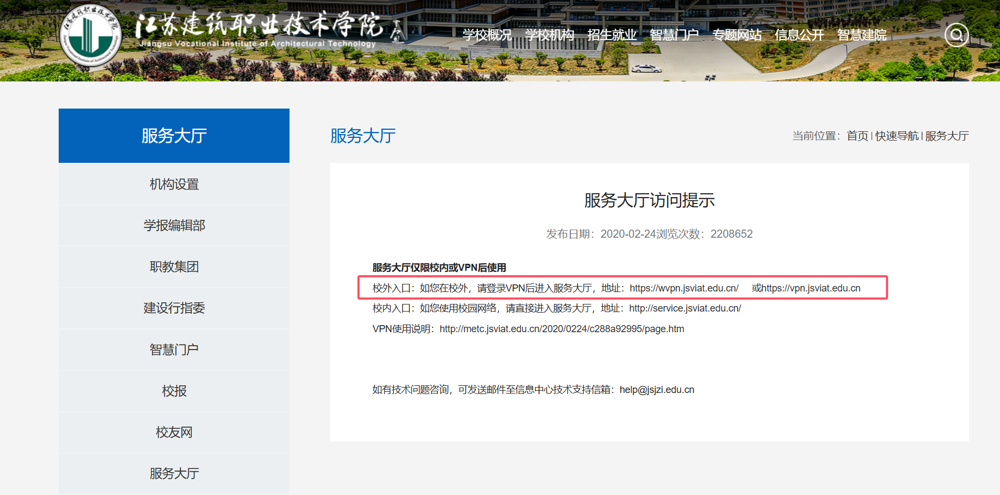 江苏建筑职业技术学院
Jiangsu Vocational Institute of Architectural Technology
学校概况 学校机构 招生就业 智慧门户 专题网站 信息公开 智慧建院
服务大厅
机构设置
学报编辑部
职教集团
建设行指委
智慧门户
校报
校友网
服务大厅
服务大厅
当前位置：首页 | 快速导航 | 服务大厅
服务大厅访问提示
发布日期：2020-02-24浏览次数：2208652
服务大厅仅限校内或VPN后使用
校外入口：如您在校外，请登录VPN后进入服务大厅，地址：https://wvpn.jsviat.edu.cn/ 或https://vpn.jsviat.edu.cn
校内入口：如您使用校园网络，请直接进入服务大厅，地址：http://service.jsviat.edu.cn/
VPN使用说明：http://metc.jsviat.edu.cn/2020/0224/c288a92995/page.htm
如有技术问题咨询，可发送邮件至信息中心技术支持信箱：help@jsjzi.edu.cn